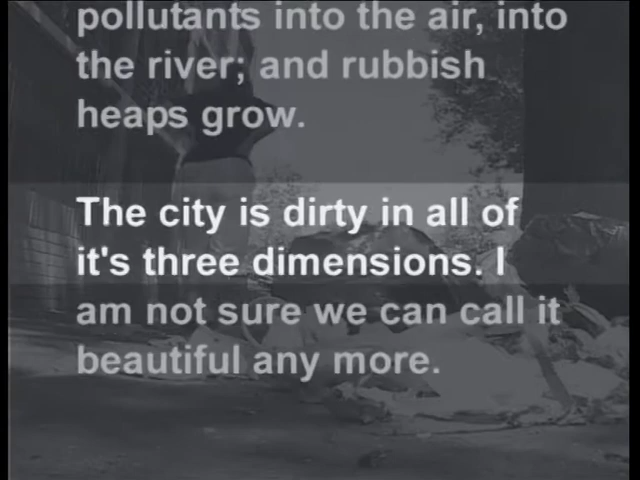 pollutants into the air, into
the river; and rubbish
heaps grow.
The city is dirty in all of
it's three dimensions. I
am not sure we can call it
beautiful any more.